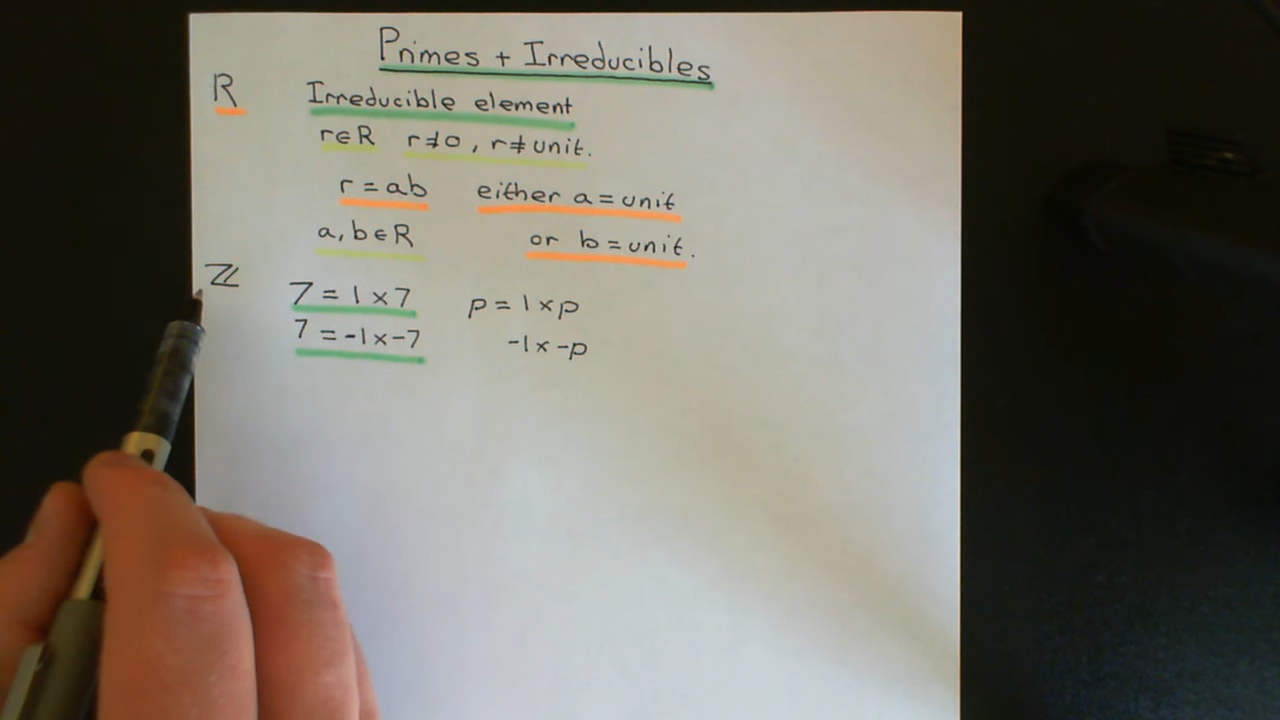 Primes + Irreducibles
R
Irreducible element
r∈R r≠0, r≠unit.
r = ab either a = unit
a, b ∈ R or b = unit.
ℤ
7 = 1 × 7 p = 1 × p
7 = -1 × -7 -1 × -p